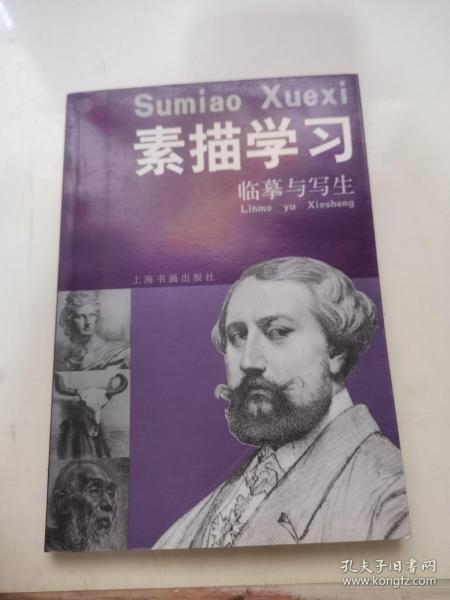 Sumiao Xuexi
素描学习
临摹与写生
Linmo yu Xiesheng
上海书画出版社
孔夫子旧书网
www.kongfz.com